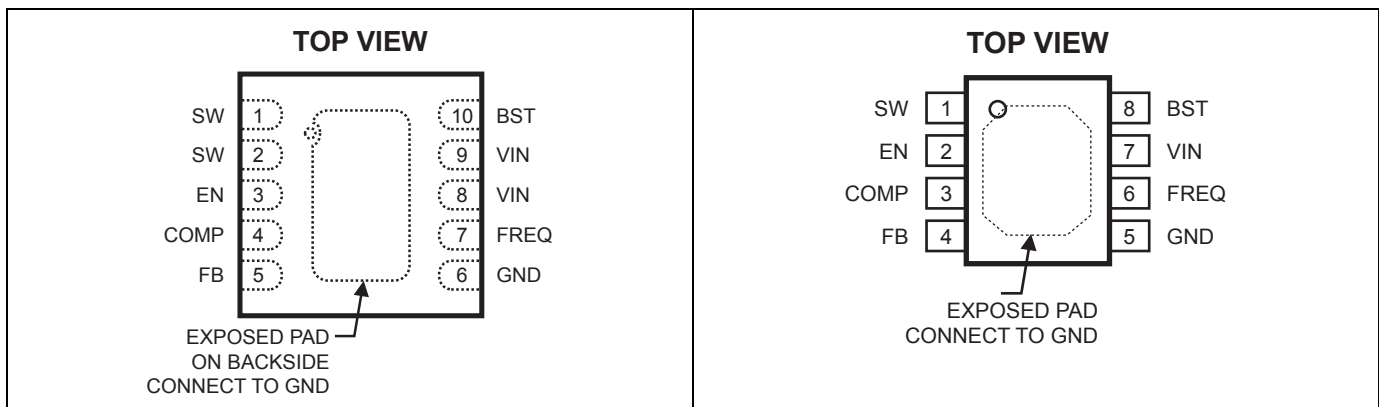 TOP VIEW
SW 1 10 BST
SW 2 9 VIN
EN 3 8 VIN
COMP 4 7 FREQ
FB 5 6 GND
EXPOSED PAD
ON BACKSIDE
CONNECT TO GND
TOP VIEW
SW 1 8 BST
EN 2 7 VIN
COMP 3 6 FREQ
FB 4 5 GND
EXPOSED PAD
CONNECT TO GND